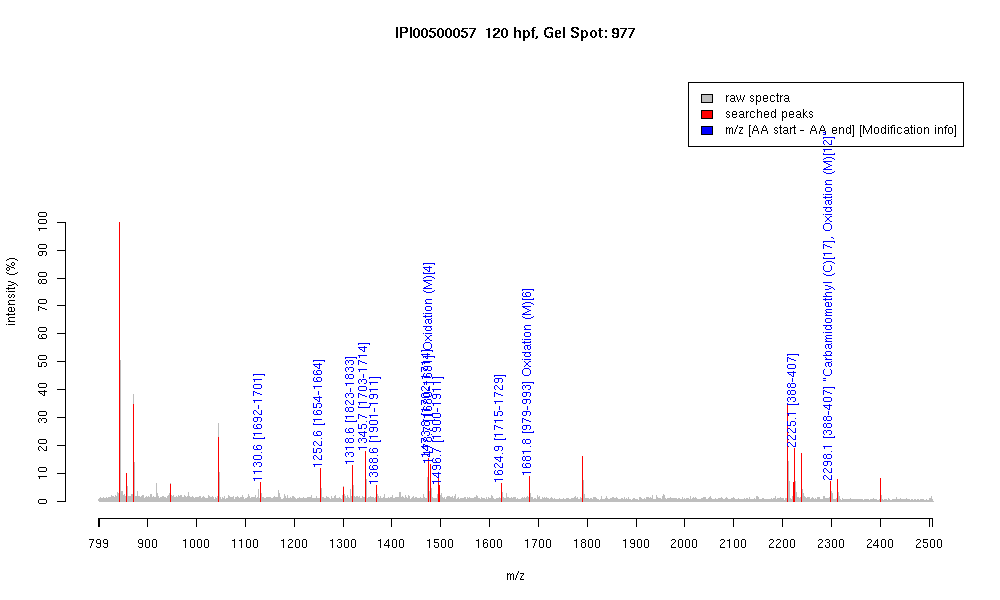 IPI00500057 120 hpf, Gel Spot: 977
raw spectra
searched peaks
m/z [AA start - AA end] [Modification info]
intensity (%)
100
90
80
70
60
50
40
30
20
10
0
1130.6 [1692-1701]
1252.6 [1654-1664]
1318.6 [1823-1833]
1345.7 [1703-1714]
1368.6 [1901-1911]
Oxidation (M)[4]
1496.7 [1900-1911]
1624.9 [1715-1729]
1681.8 [979-993] Oxidation (M)[6]
2225.1 [388-407]
2298.1 [388-407] "Carbamidomethyl (C)[17], Oxidation (M)[12]"
799 900 1000 1100 1200 1300 1400 1500 1600 1700 1800 1900 2000 2100 2200 2300 2400 2500
m/z